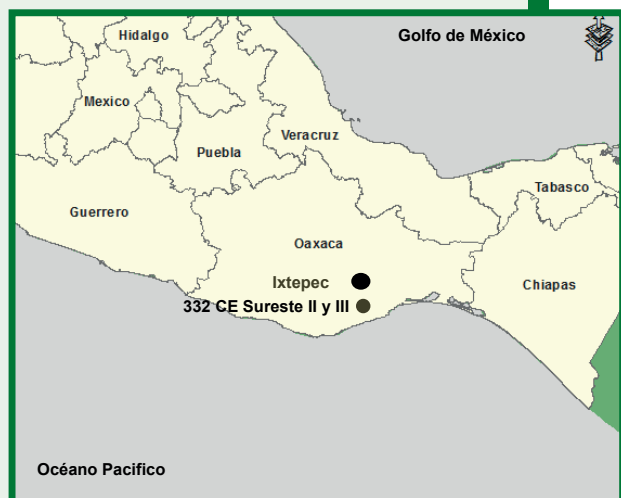 Hidalgo
Golfo de México
Mexico
Veracruz
Puebla
Tabasco
Guerrero
Oaxaca
Ixtepec
Chiapas
332 CE Sureste II y III
Océano Pacifico